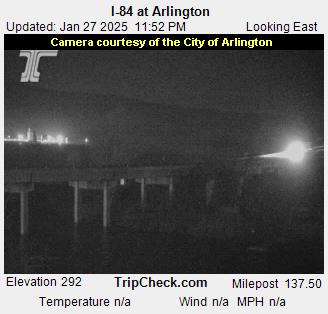 I-84 at Arlington
Updated: Jan 27 2025 11:52 PM Looking East
Camera courtesy of the City of Arlington
Elevation 292 TripCheck.com Milepost 137.50
Temperature n/a Wind n/a MPH n/a